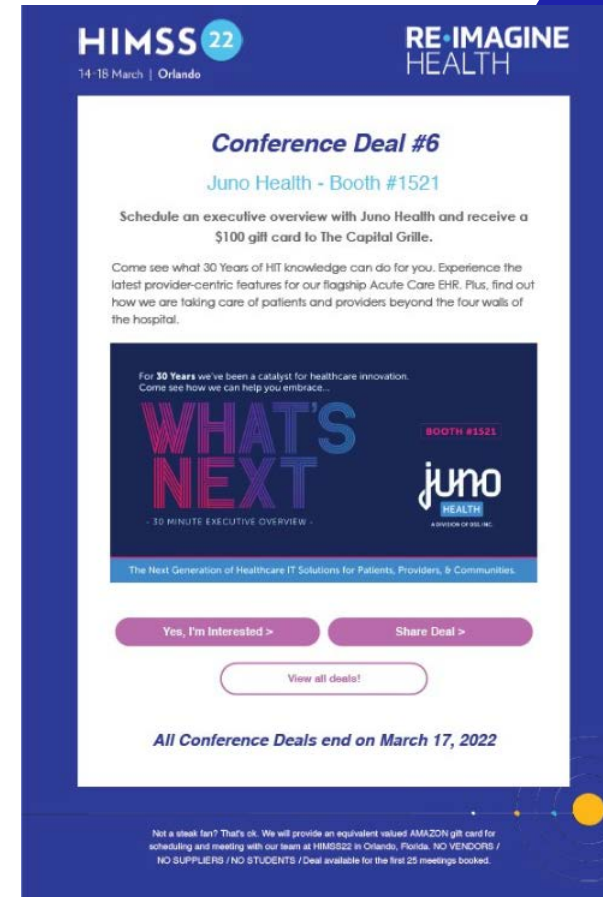 HIMSS 22
14-18 March | Orlando
RE•IMAGINE
HEALTH
Conference Deal #6
Juno Health - Booth #1521
Schedule an executive overview with Juno Health and receive a
$100 gift card to The Capital Grille.
Come see what 30 Years of HIT knowledge can do for you. Experience the
latest provider-centric features for our flagship Acute Care EHR. Plus, find out
how we are taking care of patients and providers beyond the four walls of
the hospital.
For 30 Years we've been a catalyst for healthcare innovation.
Come see how we can help you embrace...
WHAT'S
NEXT
- 30 MINUTE EXECUTIVE OVERVIEW -
BOOTH #1521
juno
HEALTH
A DIVISION OF DSS, INC.
The Next Generation of Healthcare IT Solutions for Patients, Providers, & Communities.
Yes, I'm Interested >
Share Deal >
View all deals!
All Conference Deals end on March 17, 2022
Not a steak fan? That's ok. We will provide an equivalent valued AMAZON gift card for
scheduling and meeting with our team at HIMSS22 in Orlando, Florida. NO VENDORS /
NO SUPPLIERS / NO STUDENTS / Deal available for the first 25 meetings booked.